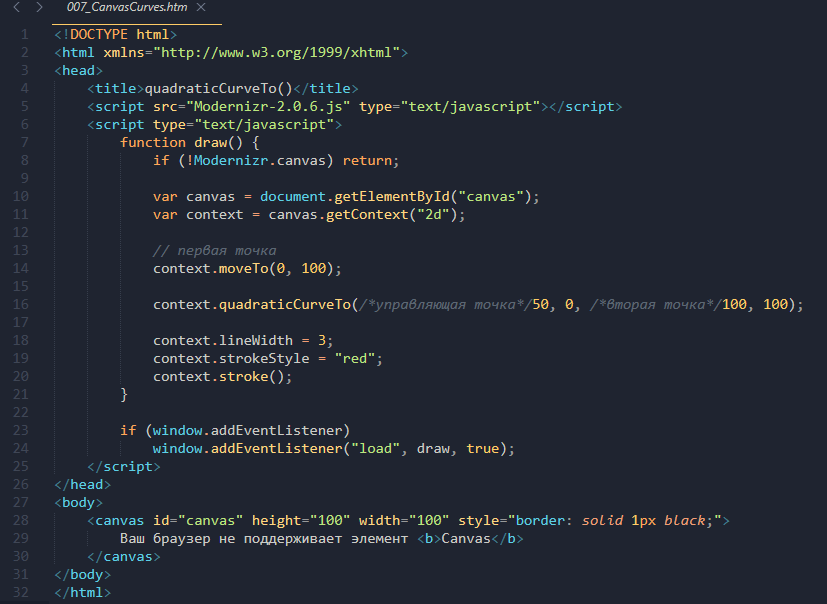 007_CanvasCurves.htm
1 <!DOCTYPE html>
2 <html xmlns="http://www.w3.org/1999/xhtml">
3 <head>
4 <title>quadraticCurveTo()</title>
5 <script src="Modernizr-2.0.6.js" type="text/javascript"></script>
6 <script type="text/javascript">
7 function draw() {
8 if (!Modernizr.canvas) return;
9
10 var canvas = document.getElementById("canvas");
11 var context = canvas.getContext("2d");
12
13 // первая точка
14 context.moveTo(0, 100);
15
16 context.quadraticCurveTo(/*управляющая точка*/50, 0, /*вторая точка*/100, 100);
17
18 context.lineWidth = 3;
19 context.strokeStyle = "red";
20 context.stroke();
21 }
22
23 if (window.addEventListener)
24 window.addEventListener("load", draw, true);
25 </script>
26 </head>
27 <body>
28 <canvas id="canvas" height="100" width="100" style="border: solid 1px black;">
29 Ваш браузер не поддерживает элемент <b>Canvas</b>
30 </canvas>
31 </body>
32 </html>